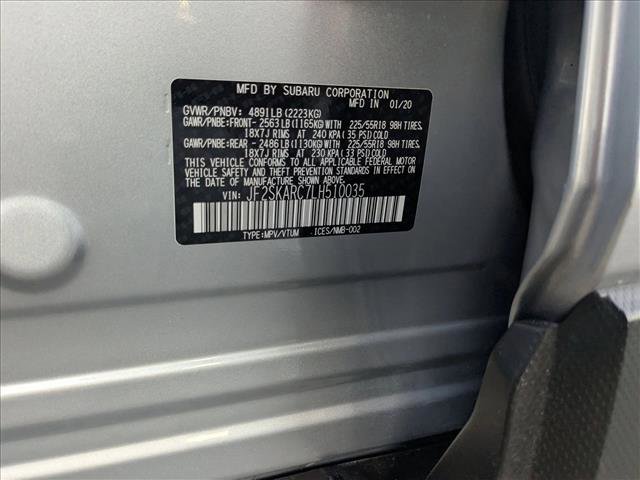 MFD BY SUBARU CORPORATION
MFD IN 01/20
GVWR/PNBV: 4891LB (2223KG)
GAWR/PNBE:FRONT- 2563LB(1165KG)WITH 225/55R18 98H TIRES,
18X7J RIMS AT 240 KPA( 35 PSI)COLD
GAWR/PNBE:REAR - 2486LB(1130KG)WITH 225/55R18 98H TIRES,
18X7J RIMS AT 230 KPA( 33 PSI)COLD
THIS VEHICLE CONFORMS TO ALL APPLICABLE FEDERAL MOTOR
VEHICLE SAFETY AND THEFT PREVENTION STANDARDS IN EFFECT
ON THE DATE OF MANUFACTURE SHOWN ABOVE.
VIN: JF2SKARC7LH510035
TYPE:MPV/VTUM ICES/NMB-002